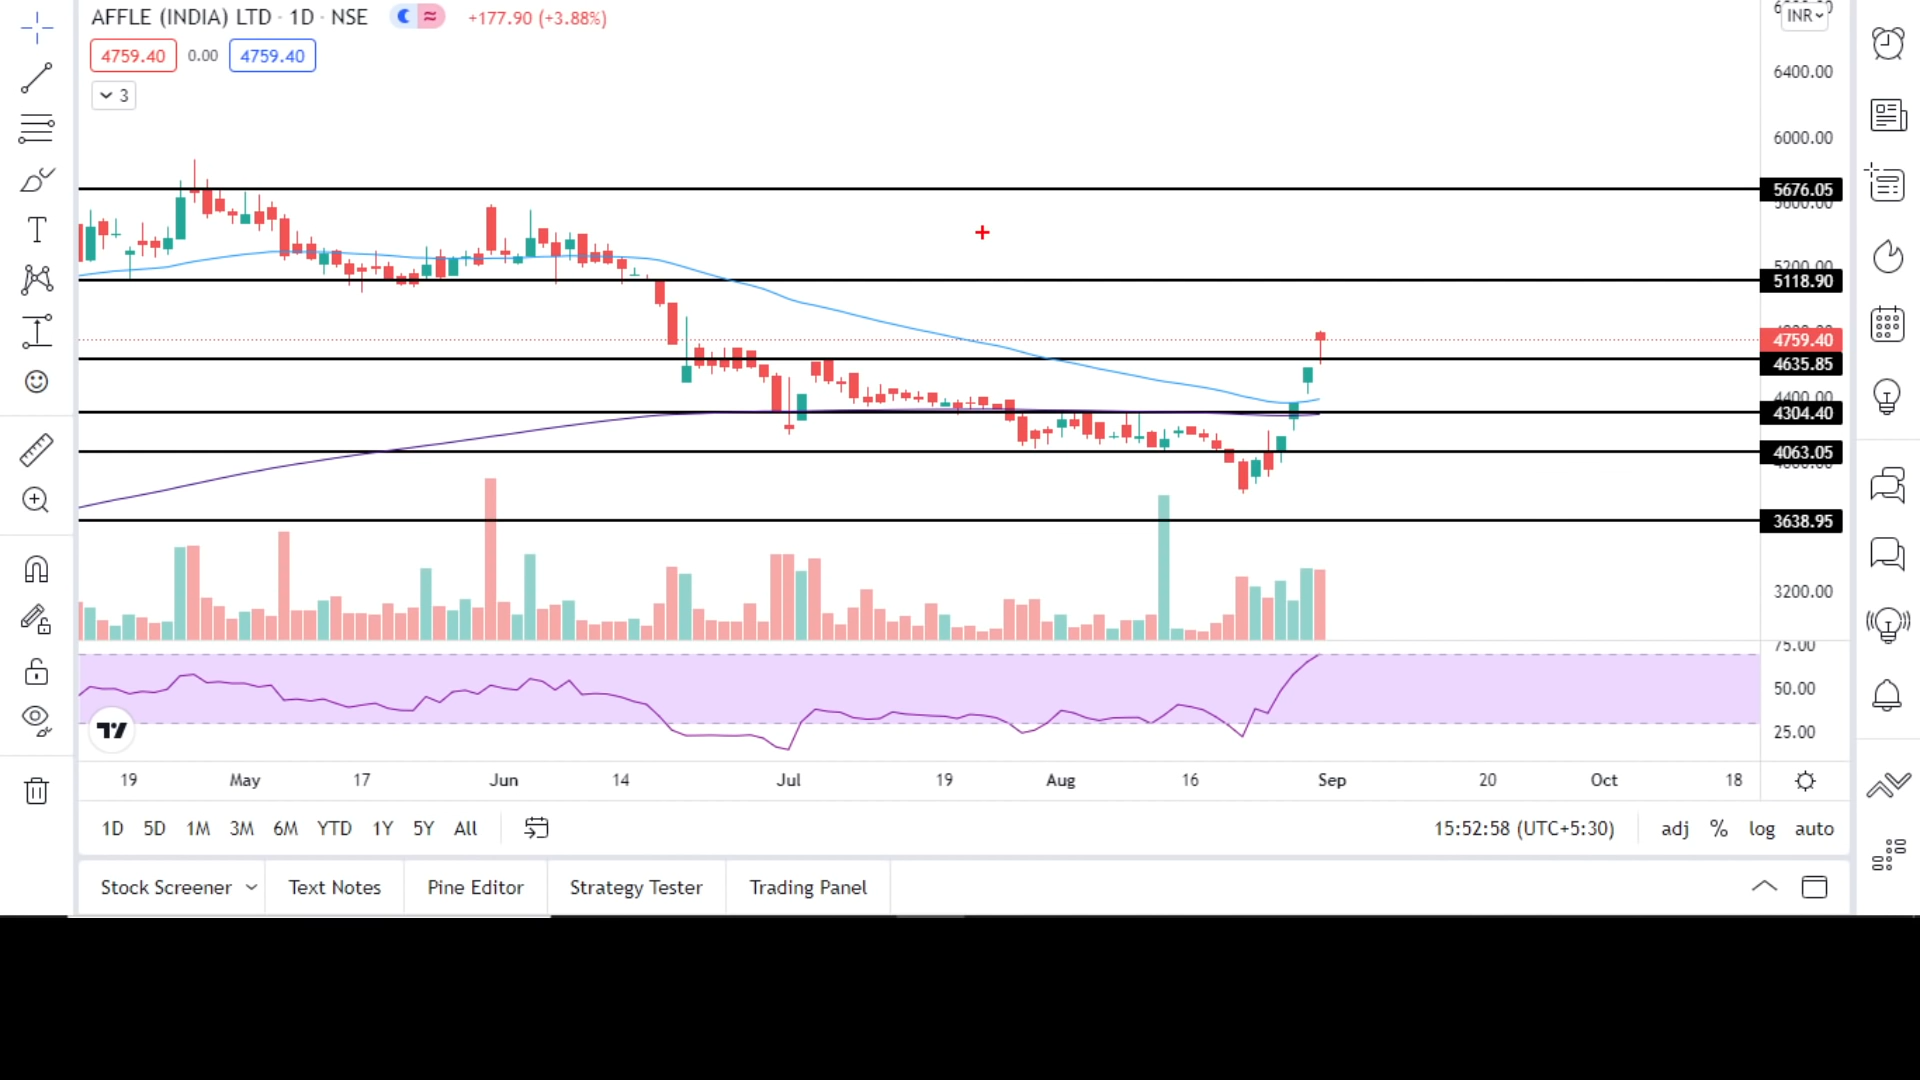 AFFLE (INDIA) LTD · 1D · NSE +177.90 (+3.88%)
INR
4759.40 0.00 4759.40
3
6400.00
6000.00
5676.05
5200.00
5118.90
4759.40
4635.85
4400.00
4304.40
4063.05
3638.95
3200.00
75.00
50.00
25.00
19 May 17 Jun 14 Jul 19 Aug 16 Sep 20 Oct 18
1D 5D 1M 3M 6M YTD 1Y 5Y All 15:52:58 (UTC+5:30) adj % log auto
Stock Screener Text Notes Pine Editor Strategy Tester Trading Panel